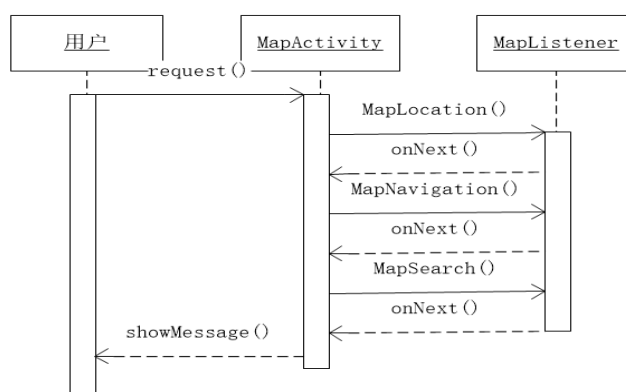 用户
MapActivity
MapListener
request()
MapLocation()
onNext()
MapNavigation()
onNext()
MapSearch()
onNext()
showMessage()